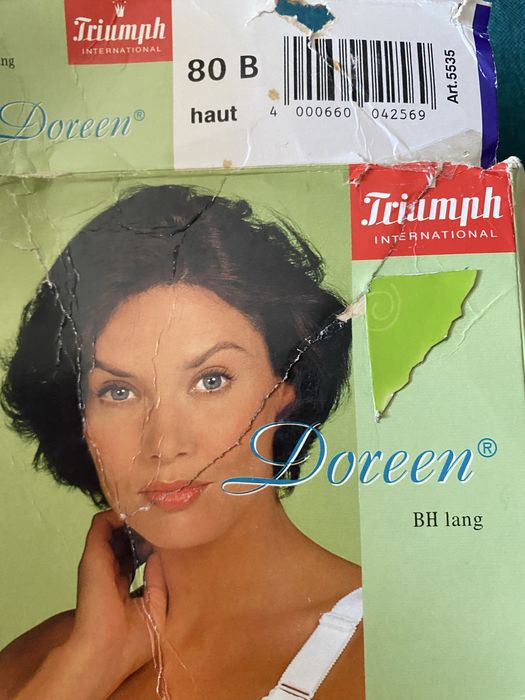 Triumph
INTERNATIONAL
ng
Doreen®
80 B
haut
4 000660 042569
Art.5535
Triumph
INTERNATIONAL
Doreen®
BH lang